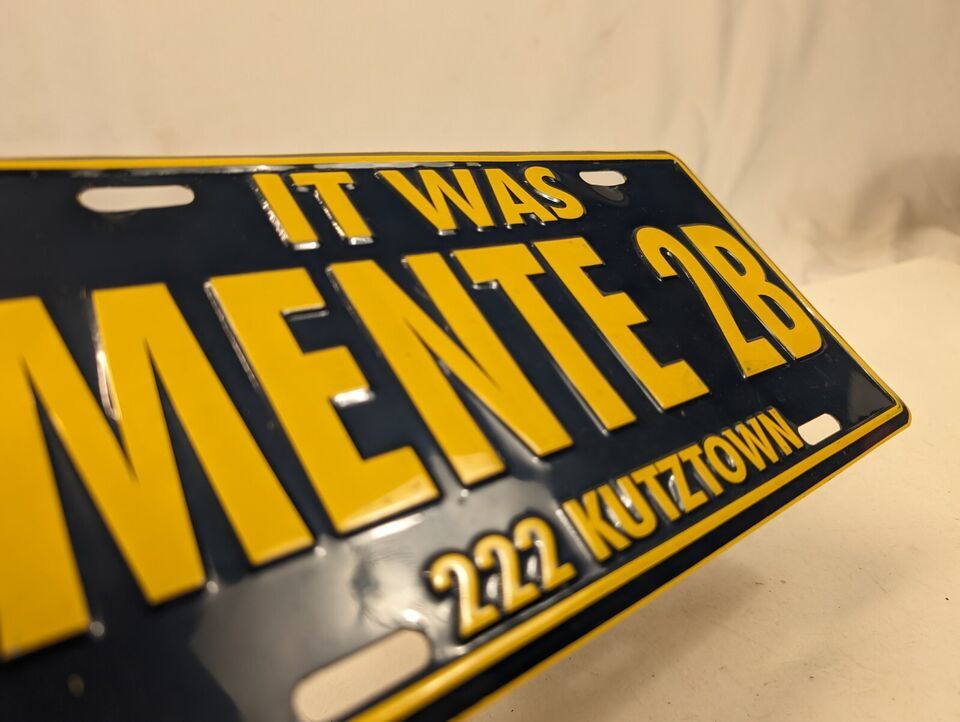 IT WAS
MENTE 2B
222 KUTZTOWN